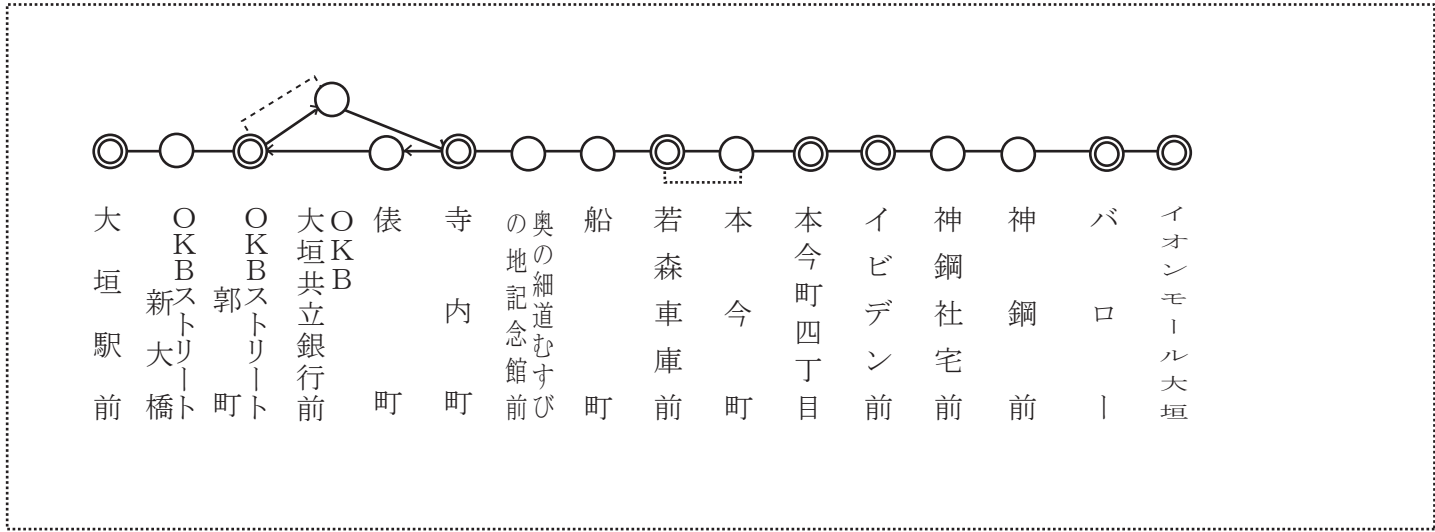 大垣駅前
OKBストリート
新大橋
OKBストリート
郭町
OKB
大垣共立銀行前
俵町
寺内町
奥の細道むすび
の地記念館前
船町
若森車庫前
本今町
本今町四丁目
イビデン前
神鋼社宅前
神鋼前
バロー
イオンモール大垣